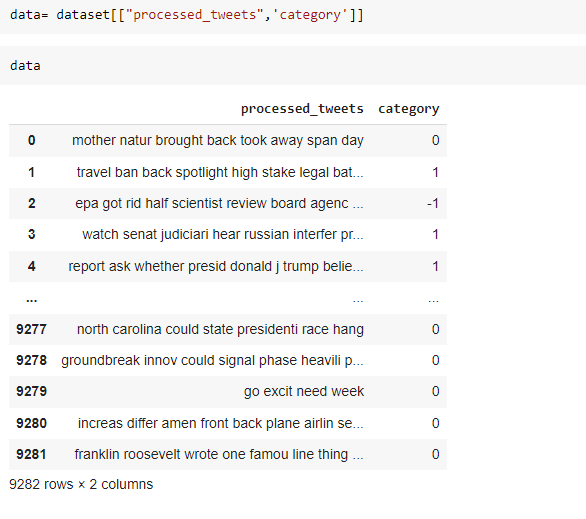 data= dataset[["processed_tweets",'category']]
data
processed_tweets category
0 mother natur brought back took away span day 0
1 travel ban back spotlight high stake legal bat... 1
2 epa got rid half scientist review board agenc ... -1
3 watch senat judiciari hear russian interfer pr... 1
4 report ask whether presid donald j trump belie... 1
... ... ...
9277 north carolina could state presidenti race hang 0
9278 groundbreak innov could signal phase heavili p... 0
9279 go excit need week 0
9280 increas differ amen front back plane airlin se... 0
9281 franklin roosevelt wrote one famou line thing ... 0
9282 rows × 2 columns